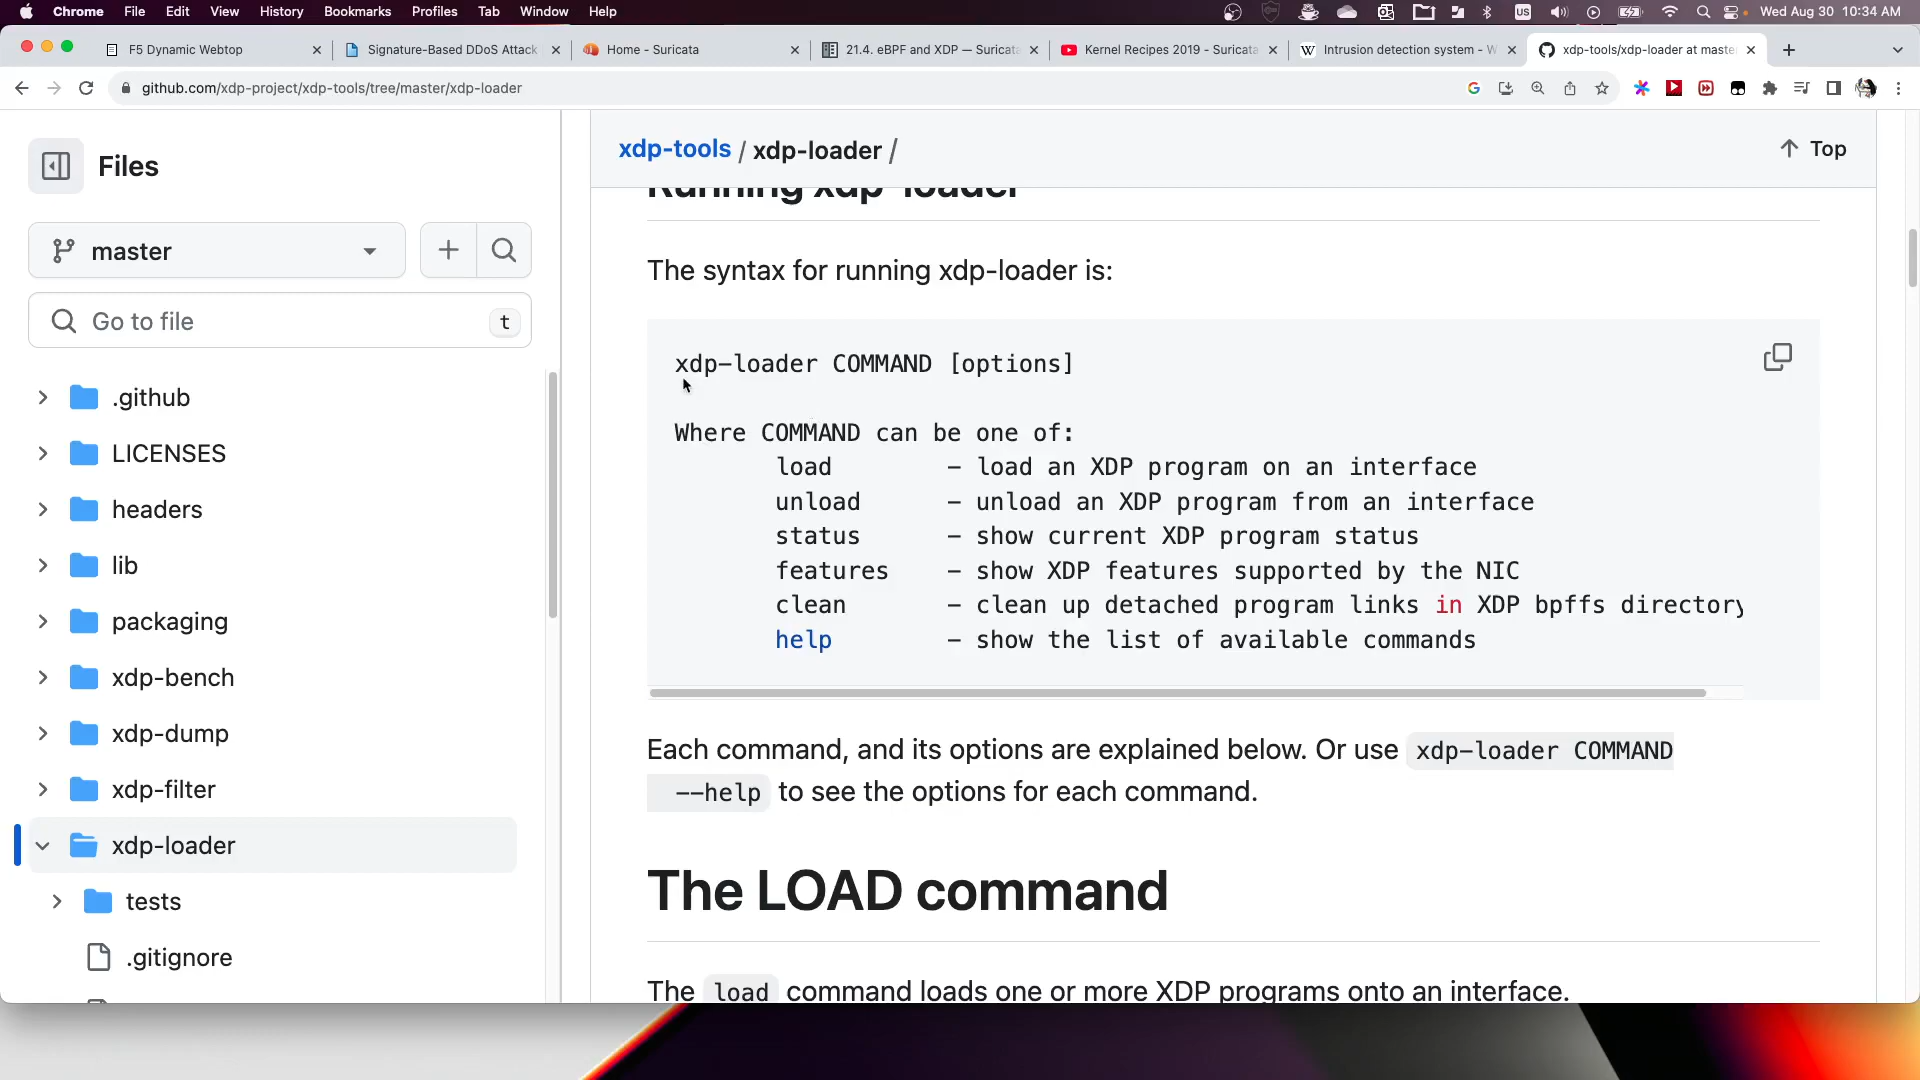 Chrome File Edit View History Bookmarks Profiles Tab Window Help US Wed Aug 30 10:34 AM
F5 Dynamic Webtop Signature-Based DDoS Attack Home - Suricata 21.4. eBPF and XDP — Suricata Kernel Recipes 2019 - Suricata Intrusion detection system - W xdp-tools/xdp-loader at maste
github.com/xdp-project/xdp-tools/tree/master/xdp-loader
Files
master
Go to file t
.github
LICENSES
headers
lib
packaging
xdp-bench
xdp-dump
xdp-filter
xdp-loader
tests
.gitignore
xdp-tools / xdp-loader / Top
Running xdp-loader
The syntax for running xdp-loader is:
xdp-loader COMMAND [options]
Where COMMAND can be one of:
load – load an XDP program on an interface
unload – unload an XDP program from an interface
status – show current XDP program status
features – show XDP features supported by the NIC
clean – clean up detached program links in XDP bpffs directory
help – show the list of available commands
Each command, and its options are explained below. Or use xdp-loader COMMAND
--help to see the options for each command.
The LOAD command
The load command loads one or more XDP programs onto an interface.